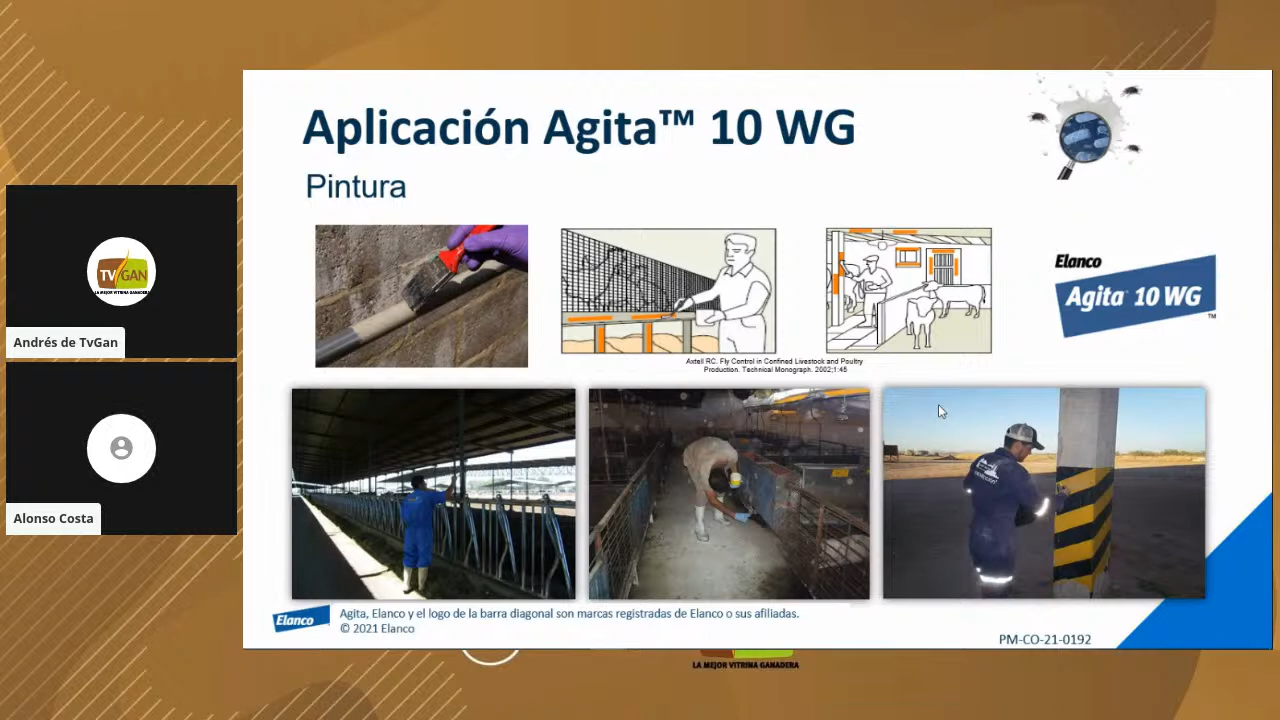 Aplicación Agita™ 10 WG
Pintura
TV GAN
LA MEJOR VITRINA GANADERA
Andrés de TvGan
Alonso Costa
Elanco
Agita 10 WG
TM
Axtell RC. Fly Control in Confined Livestock and Poultry
Production. Technical Monograph. 2002;1:45
Elanco
Agita, Elanco y el logo de la barra diagonal son marcas registradas de Elanco o sus afiliadas.
© 2021 Elanco
PM-CO-21-0192
LA MEJOR VITRINA GANADERA